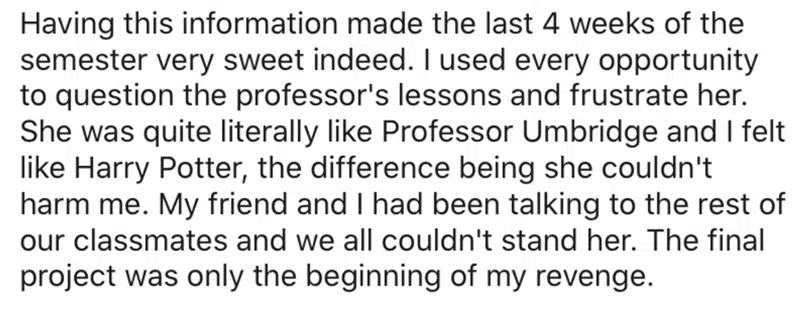 Having this information made the last 4 weeks of the
semester very sweet indeed. I used every opportunity
to question the professor's lessons and frustrate her.
She was quite literally like Professor Umbridge and I felt
like Harry Potter, the difference being she couldn't
harm me. My friend and I had been talking to the rest of
our classmates and we all couldn't stand her. The final
project was only the beginning of my revenge.